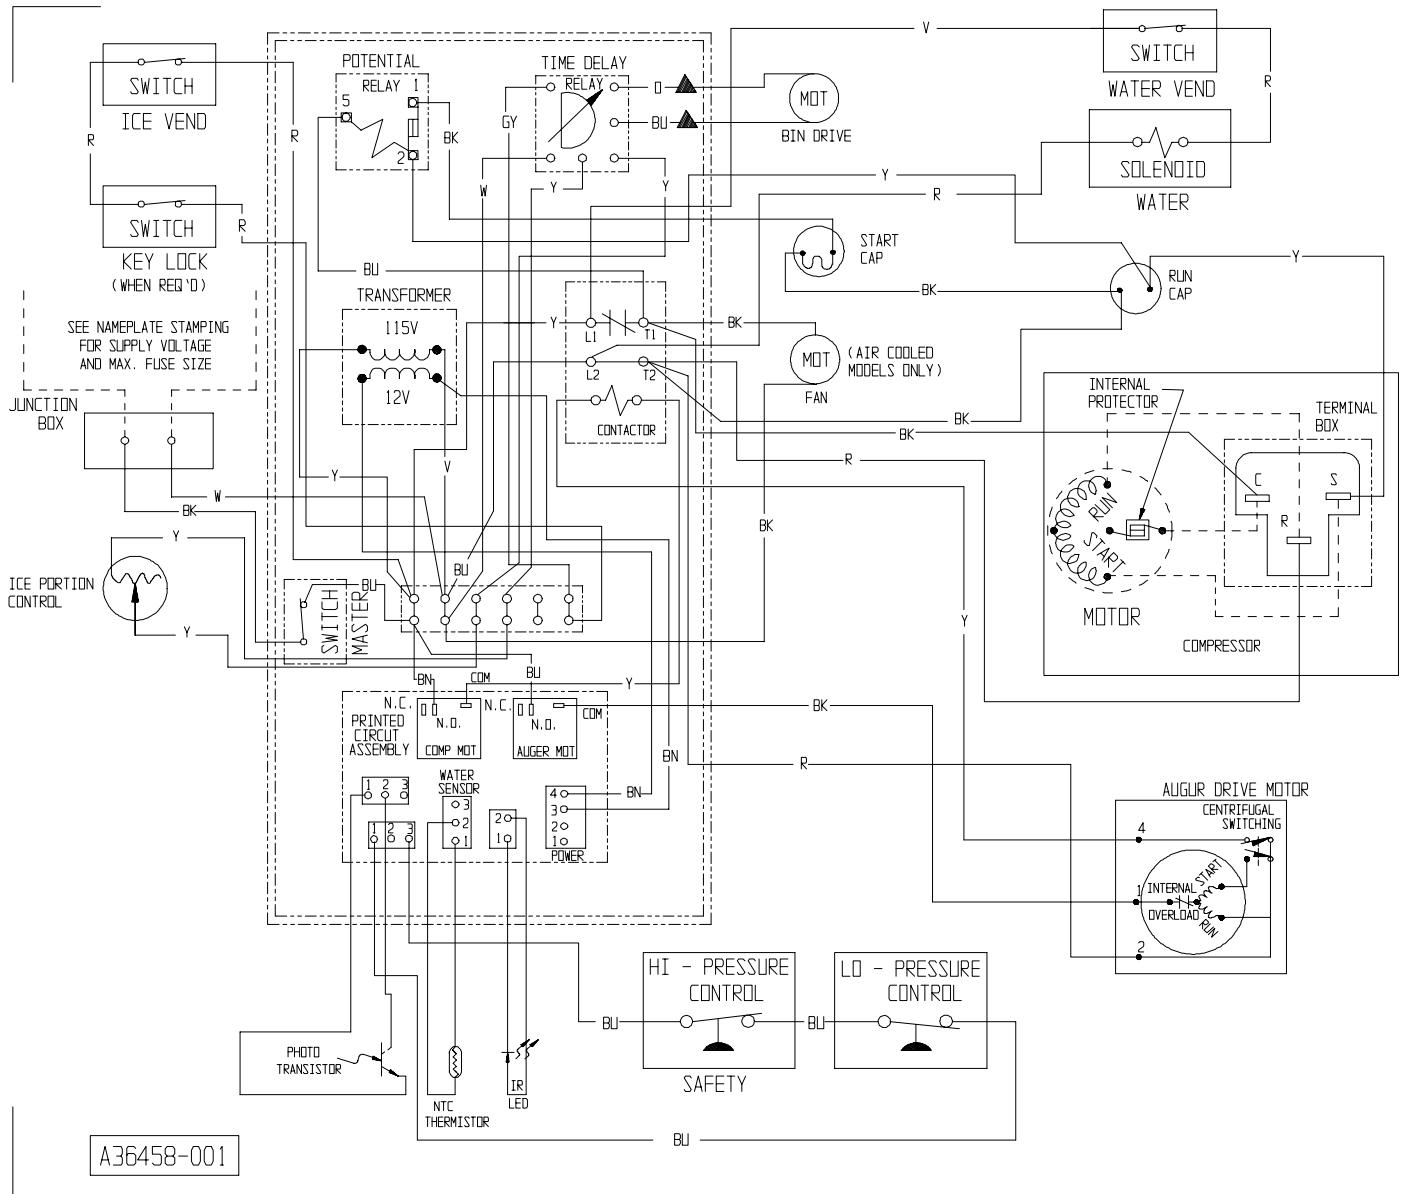 V
SWITCH
ICE VEND
R
R
SWITCH
KEY LOCK
(WHEN REQ'D)
R
SEE NAMEPLATE STAMPING
FOR SUPPLY VOLTAGE
AND MAX. FUSE SIZE
JUNCTION
BOX
W
BK
Y
ICE PORTION
CONTROL
Y
POTENTIAL
RELAY
1
5
2
BK
GY
TIME DELAY
RELAY
O
BU
W
Y
Y
MOT
BIN DRIVE
SWITCH
WATER VEND
R
SOLENOID
WATER
Y
R
START
CAP
BK
RUN
CAP
Y
BU
TRANSFORMER
115V
12V
Y
L1
T1
BK
L2
T2
CONTACTOR
MOT
(AIR COOLED
MODELS ONLY)
FAN
BK
BK
R
BK
Y
V
BU
Y
BU
SWITCH
MASTER
INTERNAL
PROTECTOR
TERMINAL
BOX
C
S
R
RUN
START
MOTOR
COMPRESSOR
Y
BN
COM
BU
Y
N.C.
N.O.
COMP MOT
N.C.
N.O.
COM
AUGER MOT
PRINTED
CIRCUT
ASSEMBLY
BK
BN
R
1 2 3
1 2 3
WATER
SENSOR
3
2
1
2
1
4
3
2
1
POWER
BN
AUGUR DRIVE MOTOR
CENTRIFUGAL
SWITCHING
4
1
INTERNAL
OVERLOAD
START
RUN
2
HI - PRESSURE
CONTROL
SAFETY
LO - PRESSURE
CONTROL
BU
BU
PHOTO
TRANSISTOR
NTC
THERMISTOR
IR
LED
BU
A36458-001